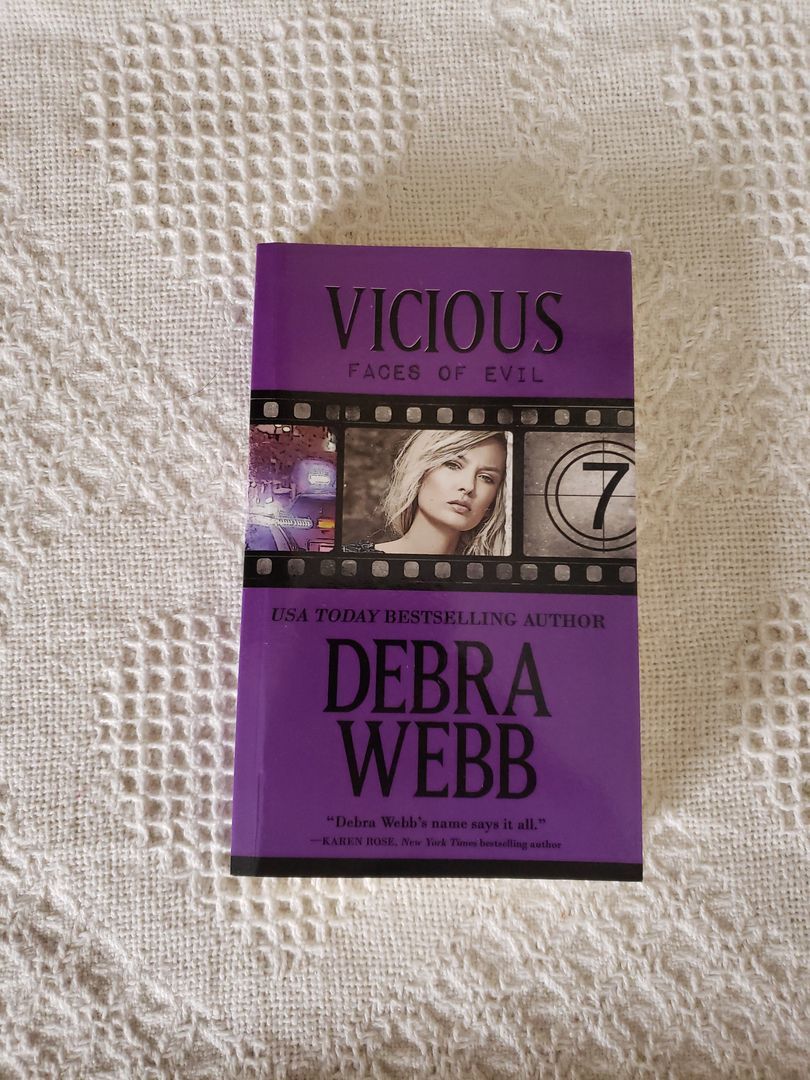 VICIOUS
FACES OF EVIL
7
USA TODAY BESTSELLING AUTHOR
DEBRA
WEBB
“Debra Webb’s name says it all.”
—KAREN ROSE, New York Times bestselling author